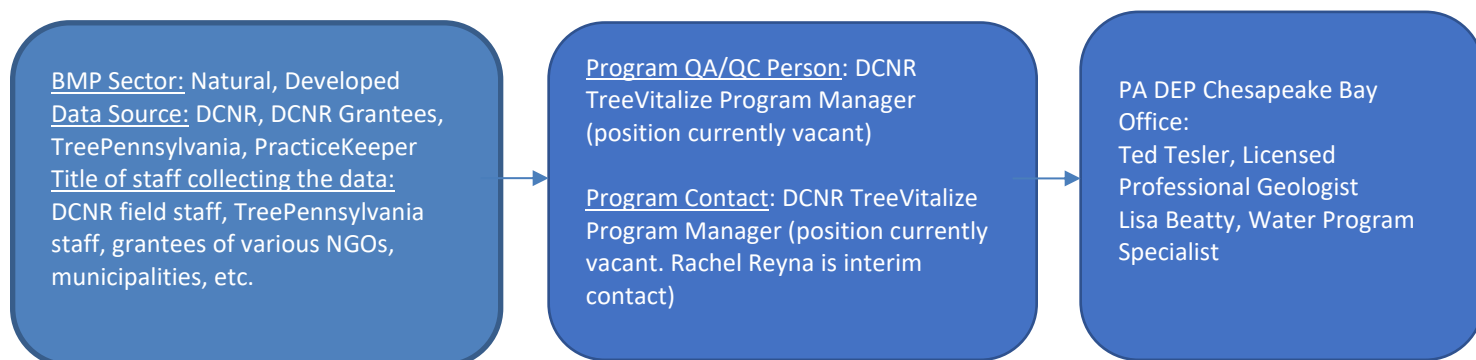 BMP Sector: Natural, Developed
Data Source: DCNR, DCNR Grantees,
TreePennsylvania, PracticeKeeper
Title of staff collecting the data:
DCNR field staff, TreePennsylvania
staff, grantees of various NGOs,
municipalities, etc.
Program QA/QC Person: DCNR
TreeVitalize Program Manager
(position currently vacant)
Program Contact: DCNR TreeVitalize
Program Manager (position currently
vacant. Rachel Reyna is interim
contact)
PA DEP Chesapeake Bay
Office:
Ted Tesler, Licensed
Professional Geologist
Lisa Beatty, Water Program
Specialist